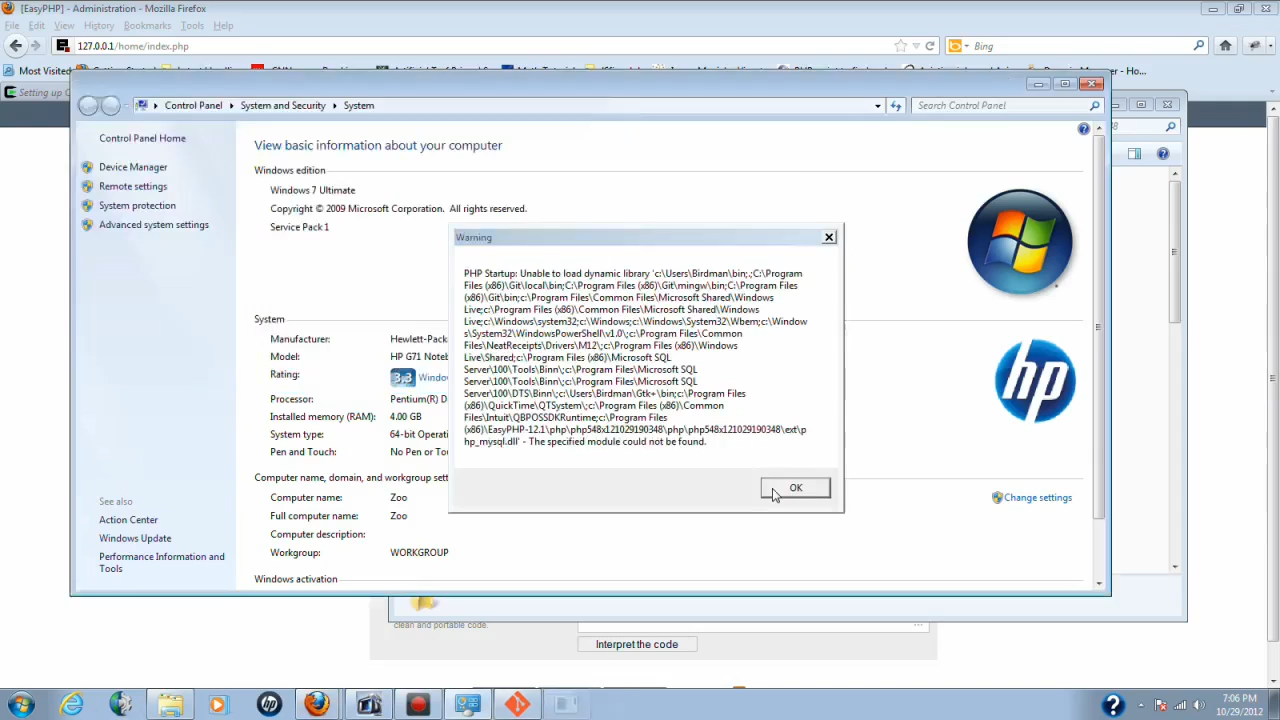 [EasyPHP] - Administration - Mozilla Firefox
File Edit View History Bookmarks Tools Help
127.0.0.1/home/index.php
Bing
Most Visited
Setting up
Control Panel System and Security System
Search Control Panel
Control Panel Home
Device Manager
Remote settings
System protection
Advanced system settings
See also
Action Center
Windows Update
Performance Information and
Tools
View basic information about your computer
Windows edition
Windows 7 Ultimate
Copyright © 2009 Microsoft Corporation. All rights reserved.
Service Pack 1
System
Manufacturer: Hewlett-Pack
Model: HP G71 Note
Rating: 3.3 Windo
Processor: Pentium(R) D
Installed memory (RAM): 4.00 GB
System type: 64-bit Operati
Pen and Touch: No Pen or To
Computer name, domain, and workgroup set
Computer name: Zoo
Full computer name: Zoo
Computer description:
Workgroup: WORKGROUP
Windows activation
hp
Change settings
Warning
PHP Startup: Unable to load dynamic library 'c:\Users\Birdman\bin;.;C:\Program
Files (x86)\Git\local\bin;C:\Program Files (x86)\Git\mingw\bin;C:\Program Files
(x86)\Git\bin;c:\Program Files\Common Files\Microsoft Shared\Windows
Live;c:\Program Files (x86)\Common Files\Microsoft Shared\Windows
Live;c:\Windows\system32;c:\Windows;c:\Windows\System32\Wbem;c:\Window
s\System32\WindowsPowerShell\v1.0\;c:\Program Files\Common
Files\NeatReceipts\Drivers\M12\;c:\Program Files (x86)\Windows
Live\Shared;c:\Program Files (x86)\Microsoft SQL
Server\100\Tools\Binn\;c:\Program Files\Microsoft SQL
Server\100\Tools\Binn\;c:\Program Files\Microsoft SQL
Server\100\DTS\Binn\;c:\Users\Birdman\Gtk+\bin;c:\Program Files
(x86)\QuickTime\QTSystem\;c:\Program Files (x86)\Common
Files\Intuit\QBPOSSDKRuntime;c:\Program Files
(x86)\EasyPHP-12.1\php\php548x121029190348\php\php548x121029190348\ext\p
hp_mysql.dll' - The specified module could not be found.
OK
clean and portable code.
Interpret the code
7:06 PM
10/29/2012